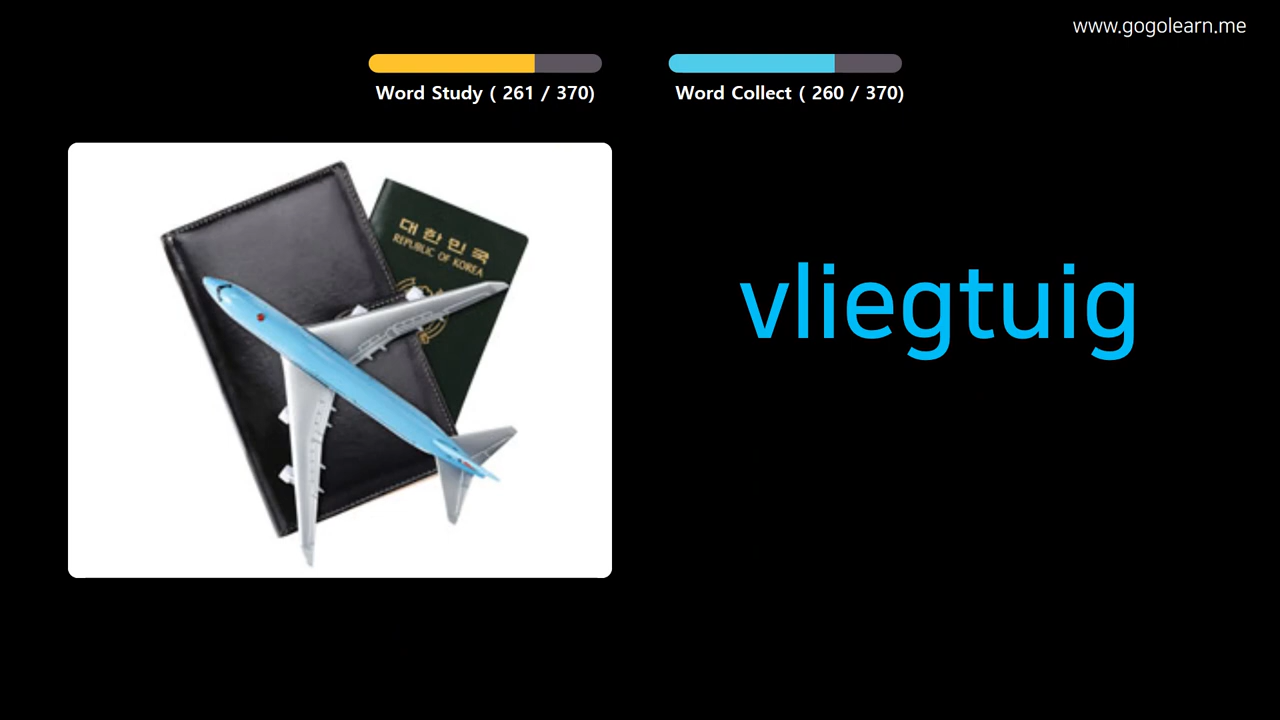 www.gogolearn.me
Word Study ( 261 / 370)
Word Collect ( 260 / 370)
대한민국
REPUBLIC OF KOREA
vliegtuig